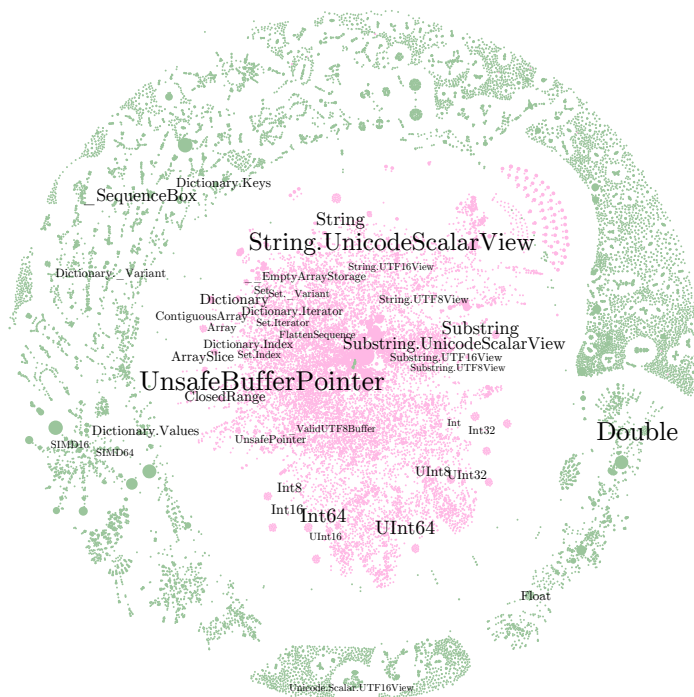 Dictionary.Keys
_SequenceBox
String
String.UnicodeScalarView
String.UTF16View
Dictionary._Variant
__EmptyArrayStorage
Set
Set._Variant
Dictionary
String.UTF8View
Dictionary.Iterator
ContiguousArray
Set.Iterator
Array
Substring
FlattenSequence
Dictionary.Index
Substring.UnicodeScalarView
ArraySlice
Set.Index
Substring.UTF16View
Substring.UTF8View
UnsafeBufferPointer
ClosedRange
Int
Dictionary.Values
ValidUTF8Buffer
Int32
Double
UnsafePointer
SIMD16
SIMD64
UInt8
UInt32
Int8
Int16
Int64
UInt64
UInt16
Float
Unicode.Scalar.UTF16View